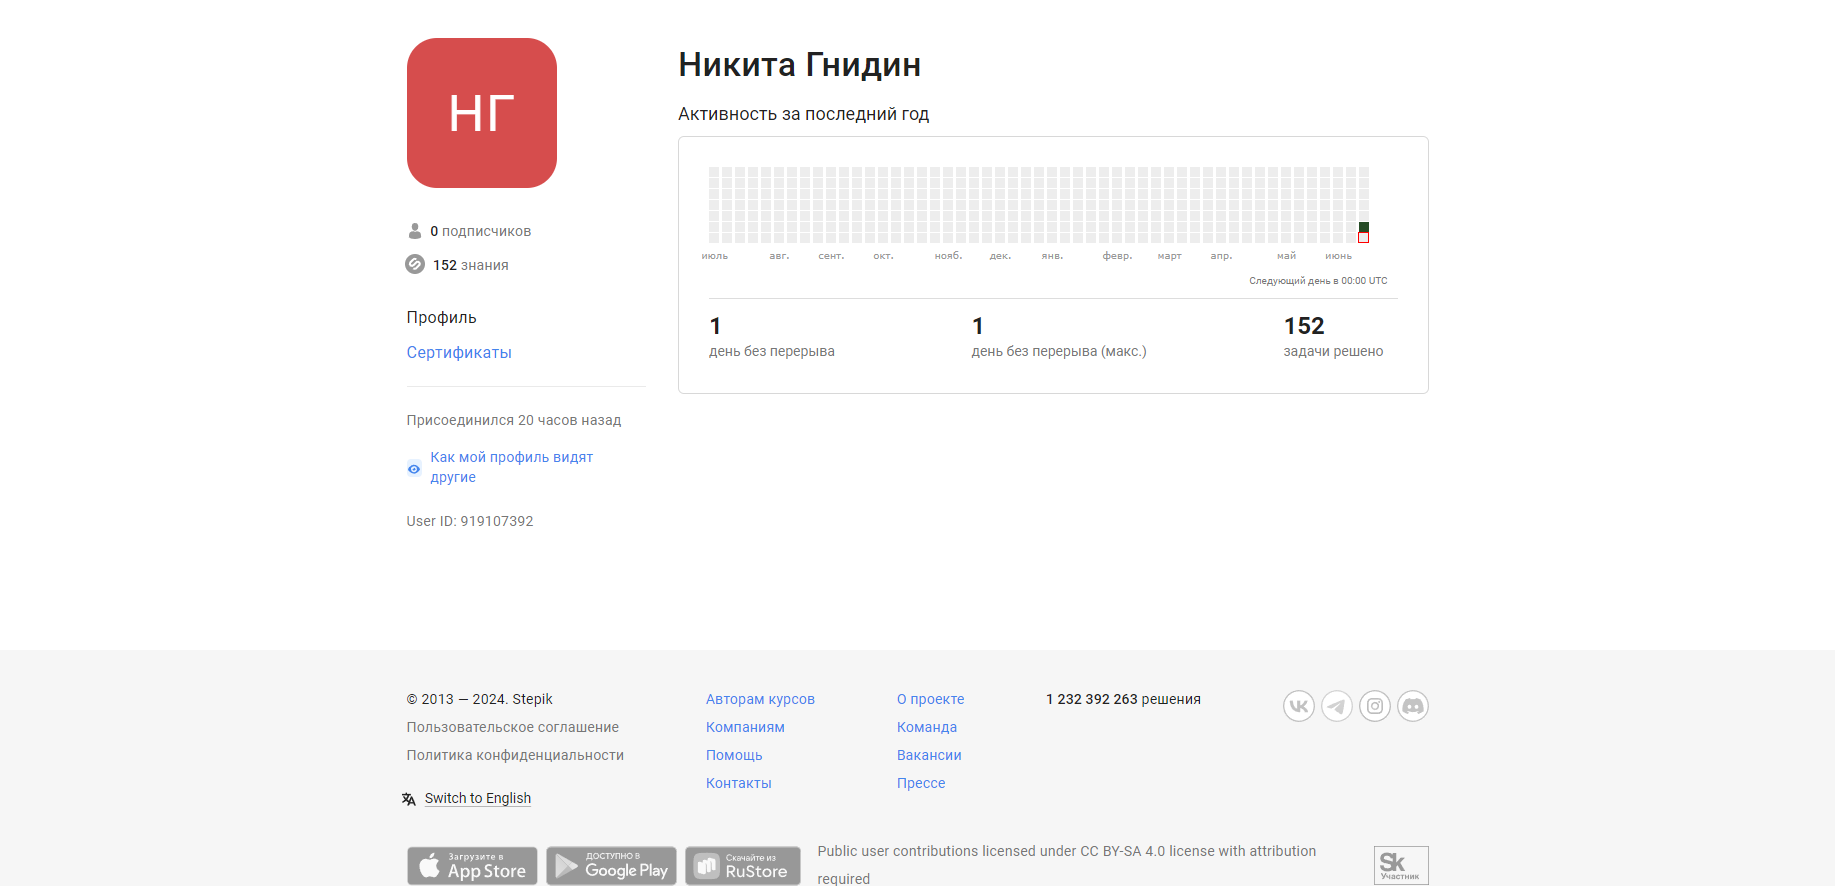 НГ
Никита Гнидин
Активность за последний год
июль авг. сент. окт. нояб. дек. янв. февр. март апр. май июнь
Следующий день в 00:00 UTC
1
день без перерыва
1
день без перерыва (макс.)
152
задачи решено
0 подписчиков
152 знания
Профиль
Сертификаты
Присоединился 20 часов назад
Как мой профиль видят
другие
User ID: 919107392
© 2013 — 2024. Stepik
Пользовательское соглашение
Политика конфиденциальности
Switch to English
Авторам курсов
Компаниям
Помощь
Контакты
О проекте
Команда
Вакансии
Прессе
1 232 392 263 решения
Загрузите в
App Store
ДОСТУПНО В
Google Play
Скачайте из
RuStore
Public user contributions licensed under CC BY-SA 4.0 license with attribution
required
Sk
Участник